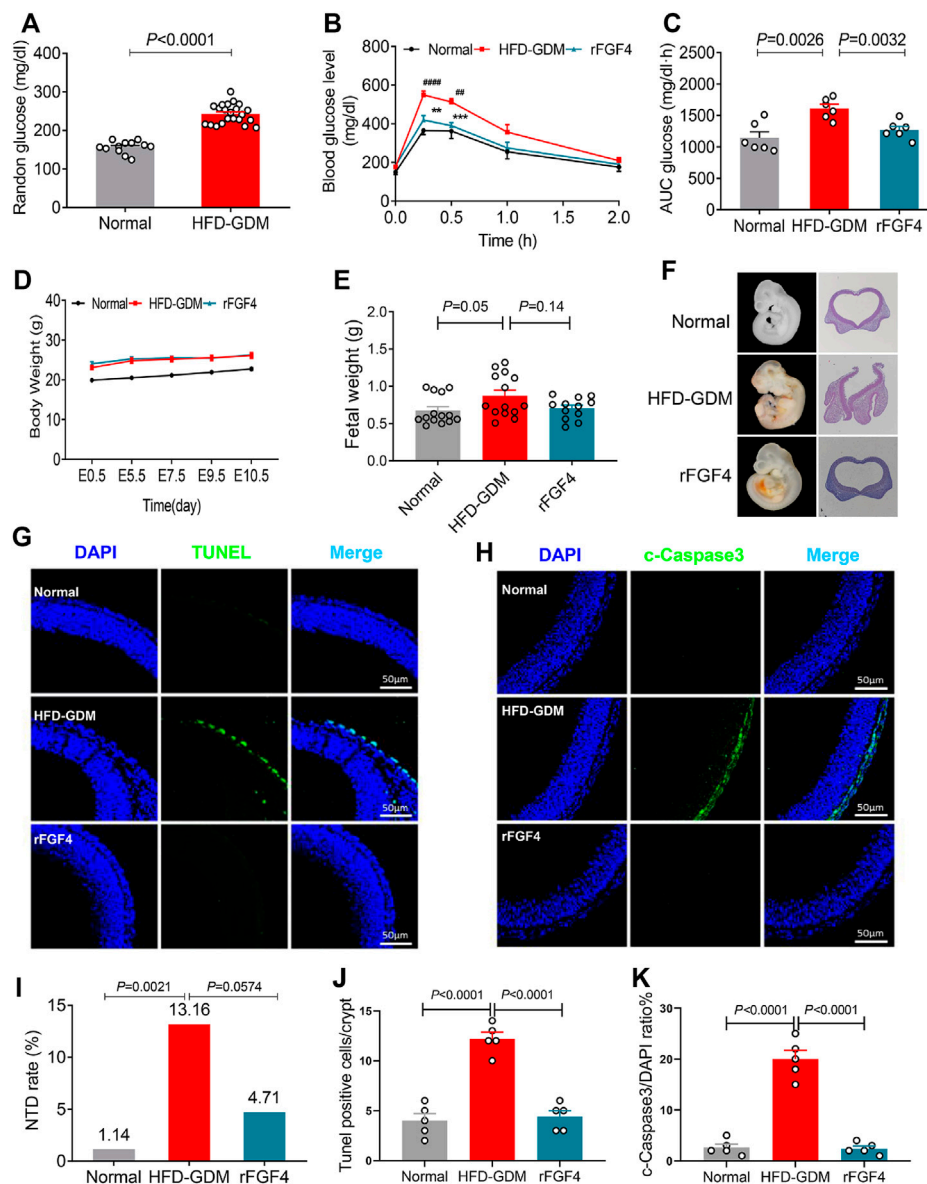 A
P<0.0001
Randon glucose (mg/dl)
400
300
200
100
0
Normal
HFD-GDM
B
Normal
HFD-GDM
rFGF4
Blood glucose level
(mg/dl)
800
600
400
200
0
####
##
**
***
0.0
0.5
1.0
1.5
2.0
Time (h)
C
P=0.0026
P=0.0032
AUC glucose (mg/dl·h)
2500
2000
1500
1000
500
0
Normal
HFD-GDM
rFGF4
D
Normal
HFD-GDM
rFGF4
Body Weight (g)
40
30
20
10
0
E0.5
E5.5
E7.5
E9.5
E10.5
Time(day)
E
P=0.05
P=0.14
Fetal weight (g)
2.0
1.5
1.0
0.5
0.0
Normal
HFD-GDM
rFGF4
F
Normal
HFD-GDM
rFGF4
G
DAPI
TUNEL
Merge
Normal
50μm
HFD-GDM
50μm
rFGF4
50μm
H
DAPI
c-Caspase3
Merge
Normal
50μm
HFD-GDM
50μm
rFGF4
50μm
I
P=0.0021
P=0.0574
NTD rate (%)
15
10
5
0
1.14
13.16
4.71
Normal
HFD-GDM
rFGF4
J
P<0.0001
P<0.0001
Tunel positive cells/crypt
15
10
5
0
Normal
HFD-GDM
rFGF4
K
P<0.0001
P<0.0001
c-Caspase3/DAPI ratio%
30
20
10
0
Normal
HFD-GDM
rFGF4